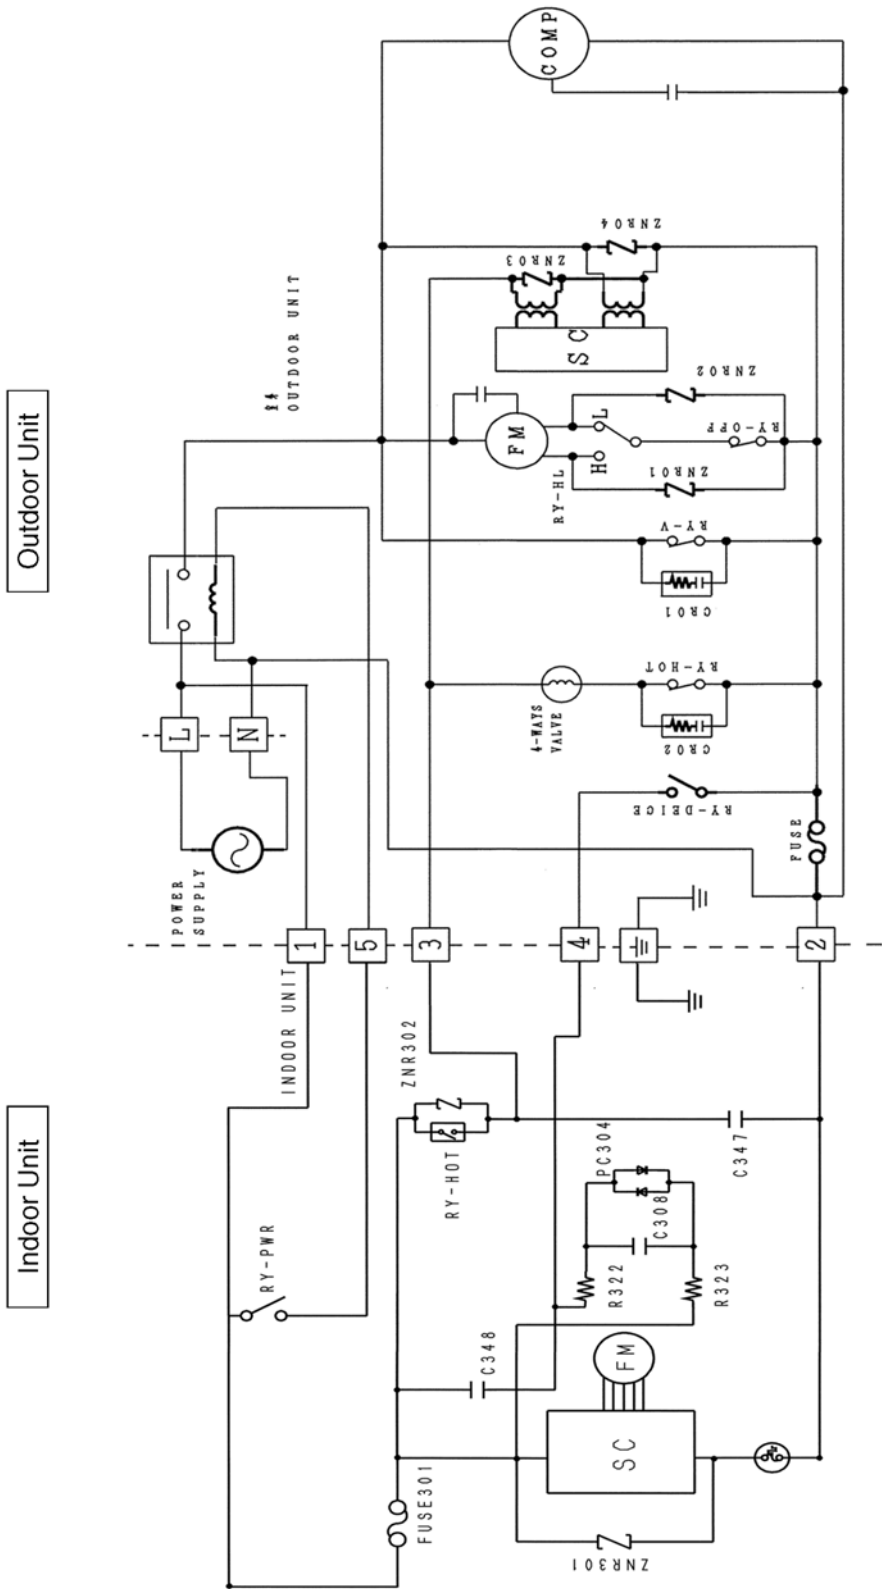 Outdoor Unit
Indoor Unit
COMP
OUTDOOR UNIT
ZNR04
ZNR03
SC
ZNR02
FM
L
H
RY-HL
RY-OFF
ZNR01
RY-V
CR01
RY-HOT
CR02
4-WAYS
VALVE
RY-DEICE
FUSE
L
N
POWER
SUPPLY
1
5
3
4
2
INDOOR UNIT
ZNR302
RY-HOT
RY-PWR
PC304
C308
C347
R322
R323
C348
FM
SC
FUSE301
ZNR301